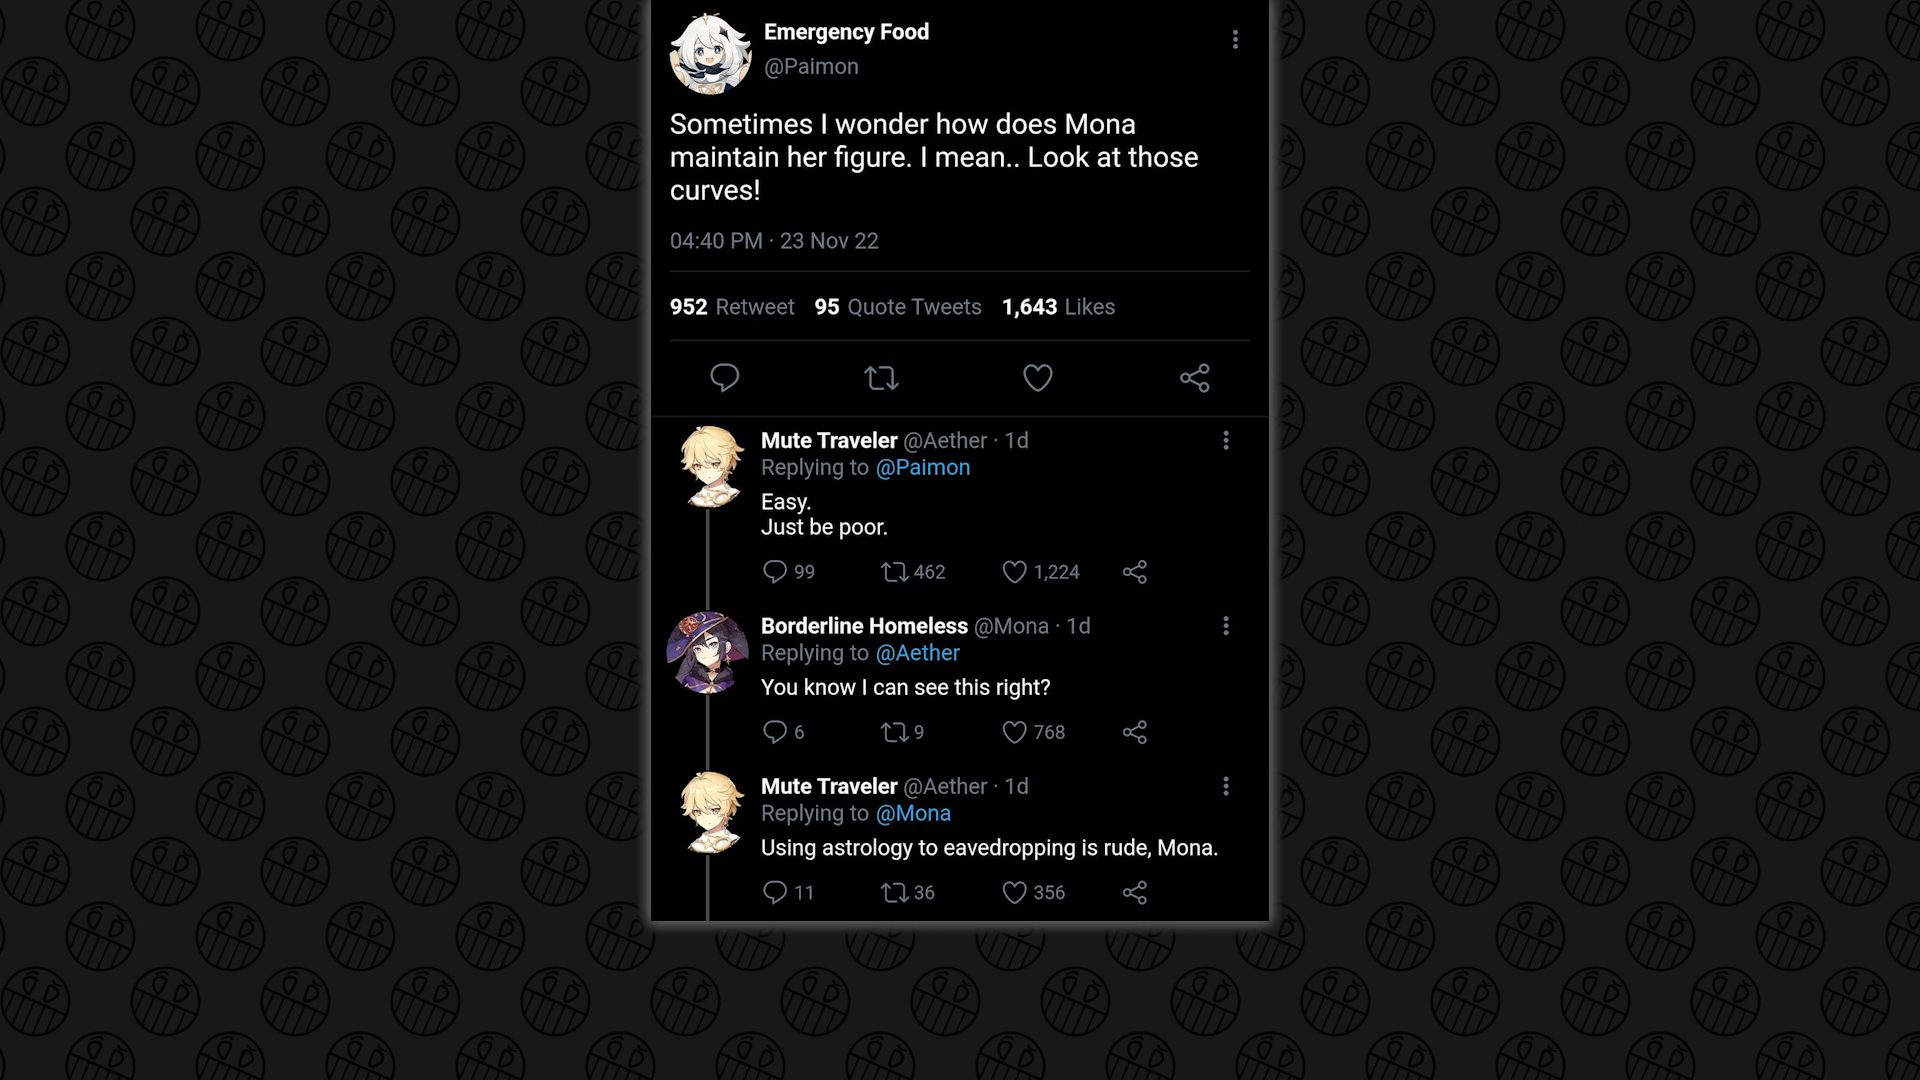 Emergency Food
@Paimon
Sometimes I wonder how does Mona
maintain her figure. I mean.. Look at those
curves!
04:40 PM · 23 Nov 22
952 Retweet 95 Quote Tweets 1,643 Likes
Mute Traveler @Aether · 1d
Replying to @Paimon
Easy.
Just be poor.
99 462 1,224
Borderline Homeless @Mona · 1d
Replying to @Aether
You know I can see this right?
6 9 768
Mute Traveler @Aether · 1d
Replying to @Mona
Using astrology to eavedropping is rude, Mona.
11 36 356